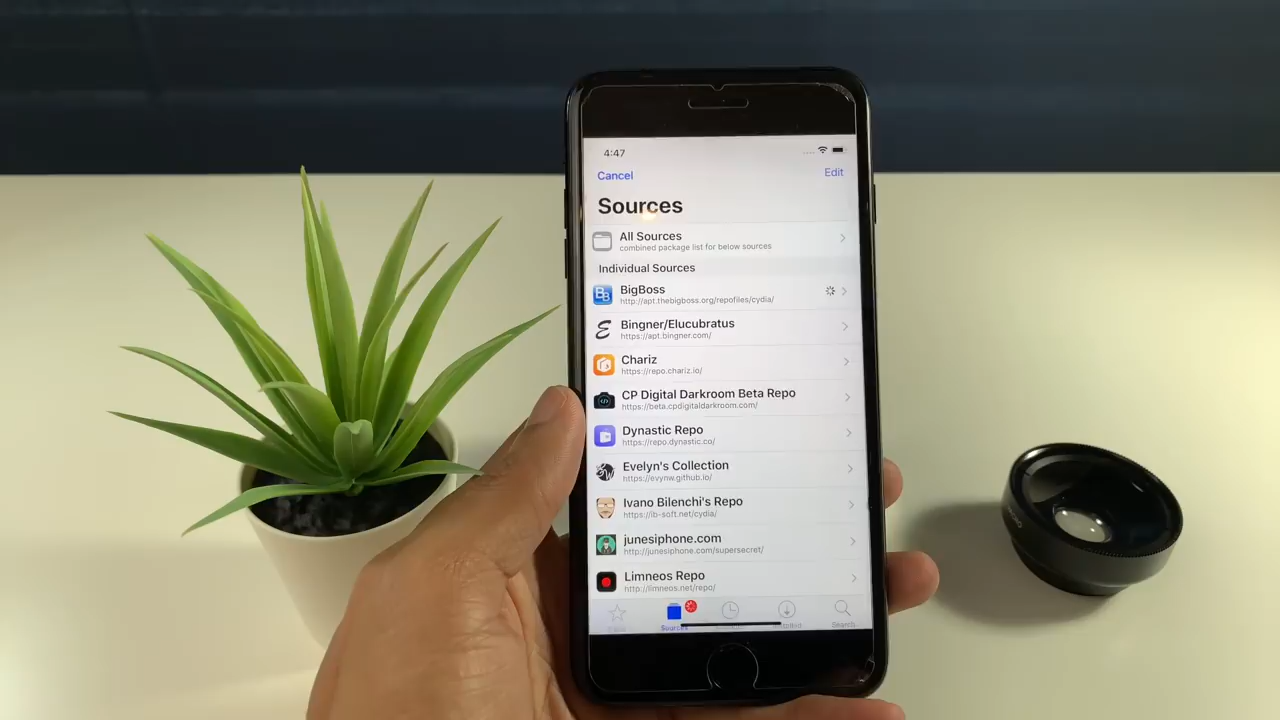 4:47
Cancel
Edit
Sources
All Sources
combined package list for below sources
Individual Sources
BigBoss
http://apt.thebigboss.org/repofiles/cydia/
Bingner/Elucubratus
https://apt.bingner.com/
Chariz
https://repo.chariz.io/
CP Digital Darkroom Beta Repo
https://beta.cpdigitaldarkroom.com/
Dynastic Repo
https://repo.dynastic.co/
Evelyn's Collection
https://evynw.github.io/
Ivano Bilenchi's Repo
https://ib-soft.net/cydia/
junesiphone.com
http://junesiphone.com/supersecret/
Limneos Repo
http://limneos.net/repo/
Sources
Search